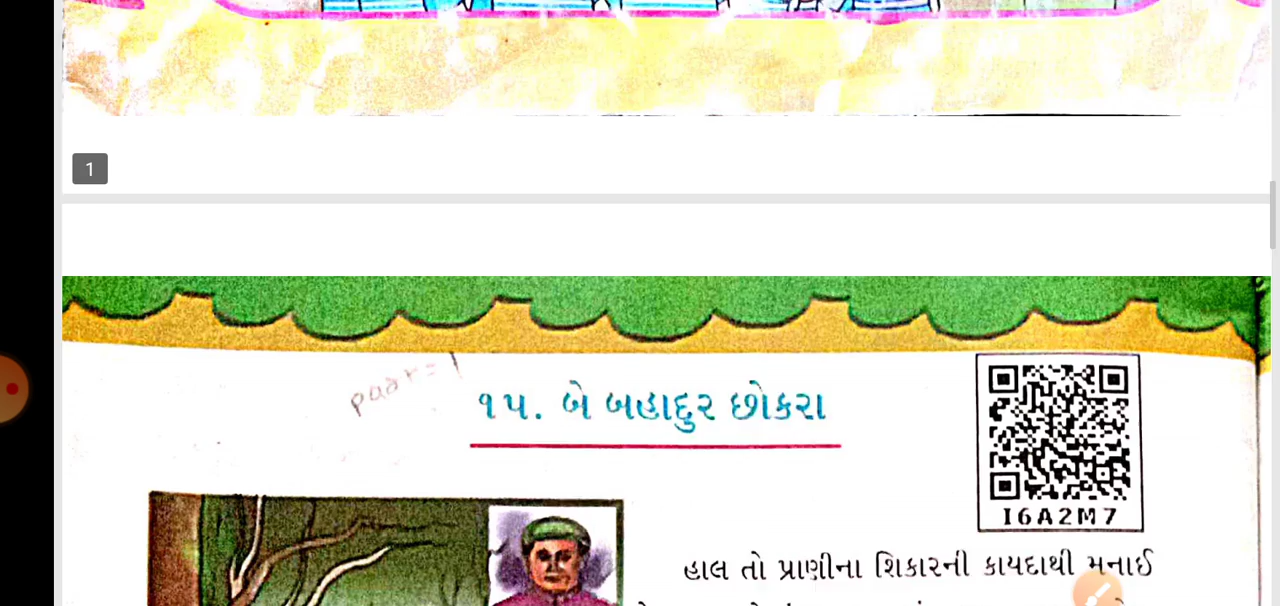 1
૧૫. બે બહાદુર છોકરા
I6A2M7
હાલ તો પ્રાણીના શિકારની કાયદાથી મનાઈ